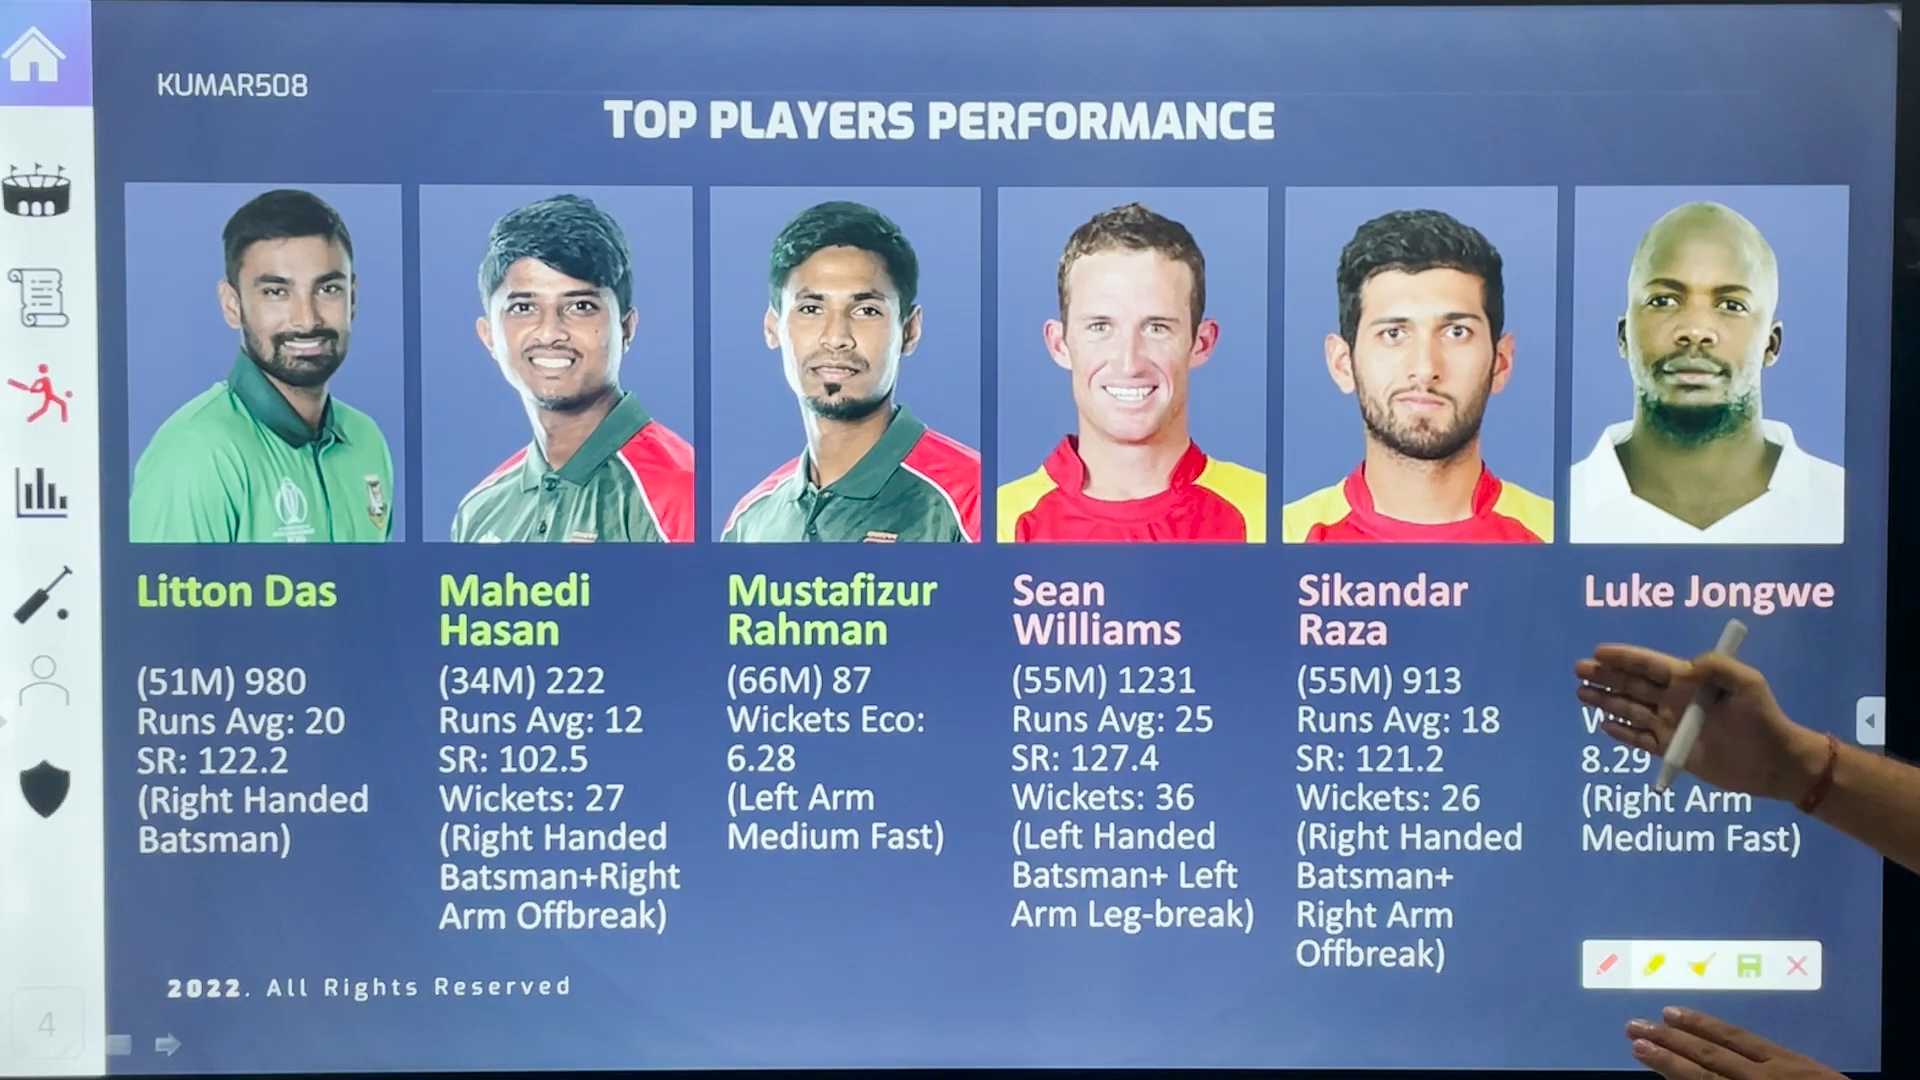 KUMAR508
TOP PLAYERS PERFORMANCE
Litton Das
(51M) 980
Runs Avg: 20
SR: 122.2
(Right Handed
Batsman)
Mahedi
Hasan
(34M) 222
Runs Avg: 12
SR: 102.5
Wickets: 27
(Right Handed
Batsman+Right
Arm Offbreak)
Mustafizur
Rahman
(66M) 87
Wickets Eco:
6.28
(Left Arm
Medium Fast)
Sean
Williams
(55M) 1231
Runs Avg: 25
SR: 127.4
Wickets: 36
(Left Handed
Batsman+ Left
Arm Leg-break)
Sikandar
Raza
(55M) 913
Runs Avg: 18
SR: 121.2
Wickets: 26
(Right Handed
Batsman+
Right Arm
Offbreak)
Luke Jongwe
8.29
(Right Arm
Medium Fast)
2022. All Rights Reserved
4